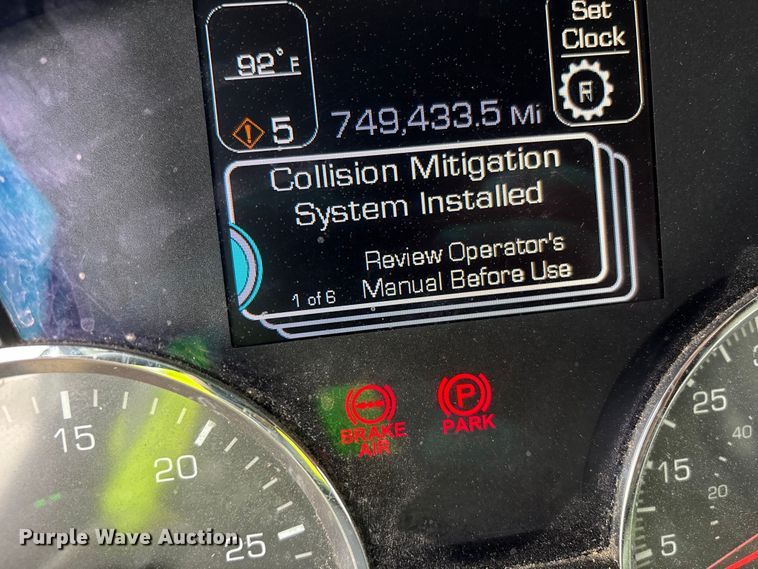 92° F
Set
Clock
N
! 5
749,433.5 Mi
Collision Mitigation
System Installed
Review Operator's
Manual Before Use
1 of 6
BRAKE
AIR
P
PARK
15
20
25
25
15
5
40
20
Purple Wave Auction